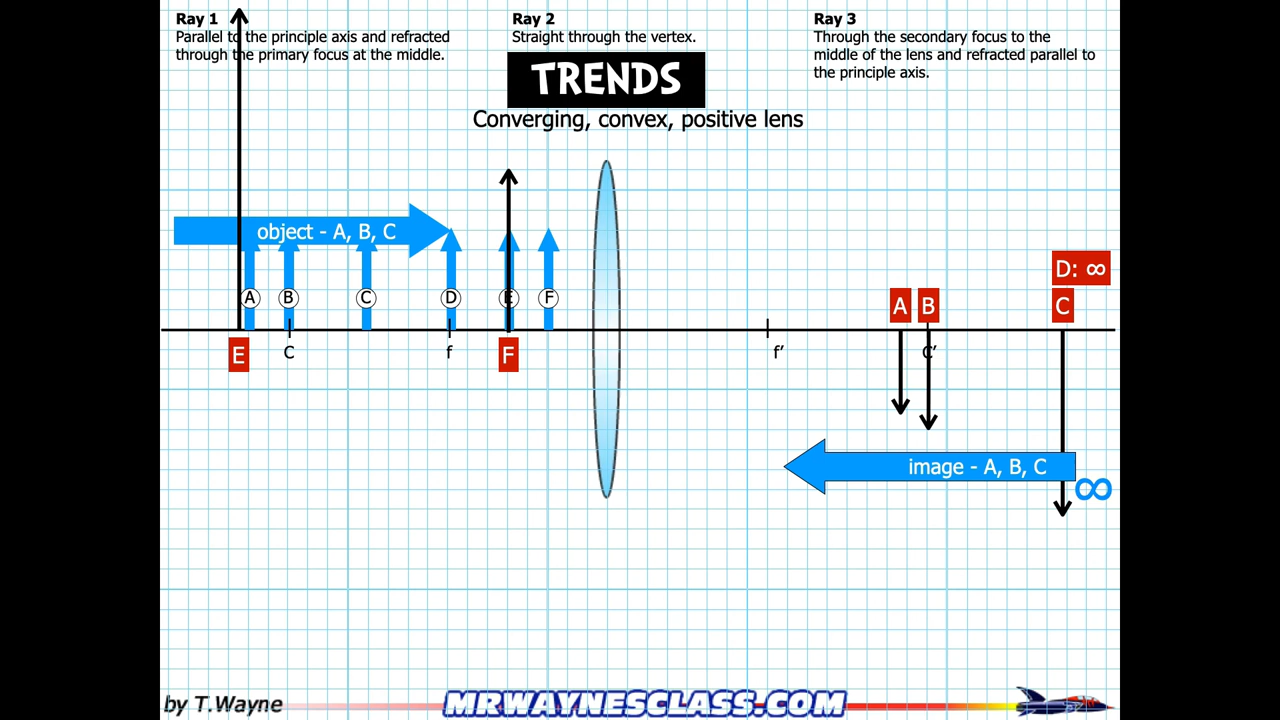 Ray 1
Parallel to the principle axis and refracted
through the primary focus at the middle.
Ray 2
Straight through the vertex.
Ray 3
Through the secondary focus to the
middle of the lens and refracted parallel to
the principle axis.
TRENDS
Converging, convex, positive lens
object - A, B, C
D: ∞
A B C D E F
A B C
E C f F f’ C’
image - A, B, C
∞
by T.Wayne
MRWAYNESCLASS.COM